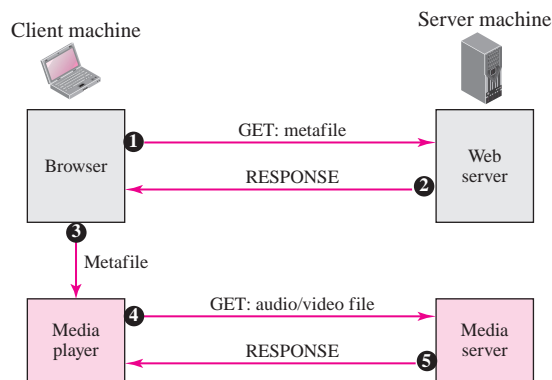 Client machine
Server machine
1
GET: metafile
Browser
Web
server
RESPONSE
2
3
Metafile
4
GET: audio/video file
Media
player
Media
server
RESPONSE
5